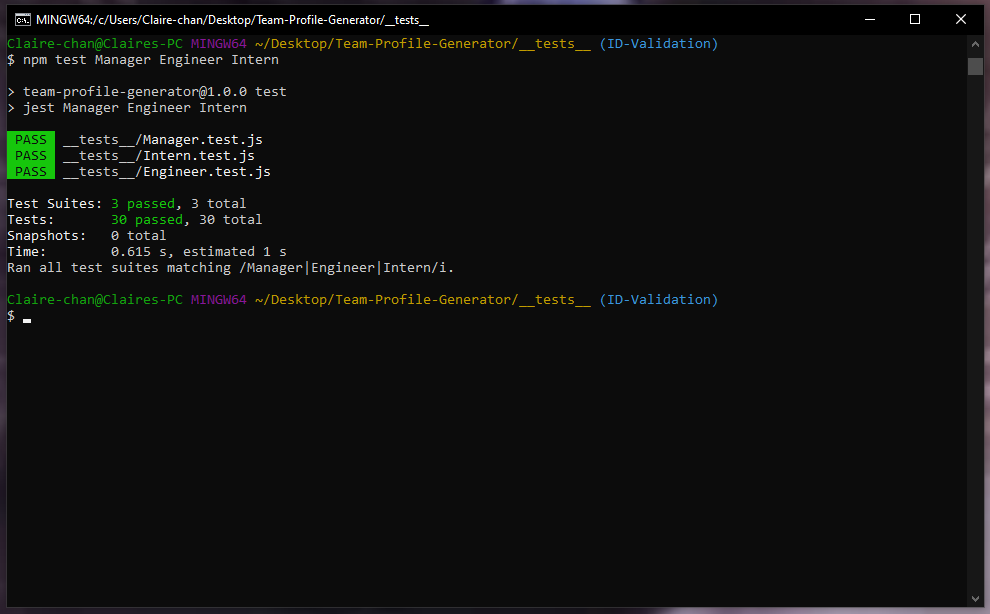 MINGW64:/c/Users/Claire-chan/Desktop/Team-Profile-Generator/__tests__
Claire-chan@Claires-PC MINGW64 ~/Desktop/Team-Profile-Generator/__tests__ (ID-Validation)
$ npm test Manager Engineer Intern
> team-profile-generator@1.0.0 test
> jest Manager Engineer Intern
PASS __tests__/Manager.test.js
PASS __tests__/Intern.test.js
PASS __tests__/Engineer.test.js
Test Suites: 3 passed, 3 total
Tests:       30 passed, 30 total
Snapshots:   0 total
Time:        0.615 s, estimated 1 s
Ran all test suites matching /Manager|Engineer|Intern/i.
Claire-chan@Claires-PC MINGW64 ~/Desktop/Team-Profile-Generator/__tests__ (ID-Validation)
$